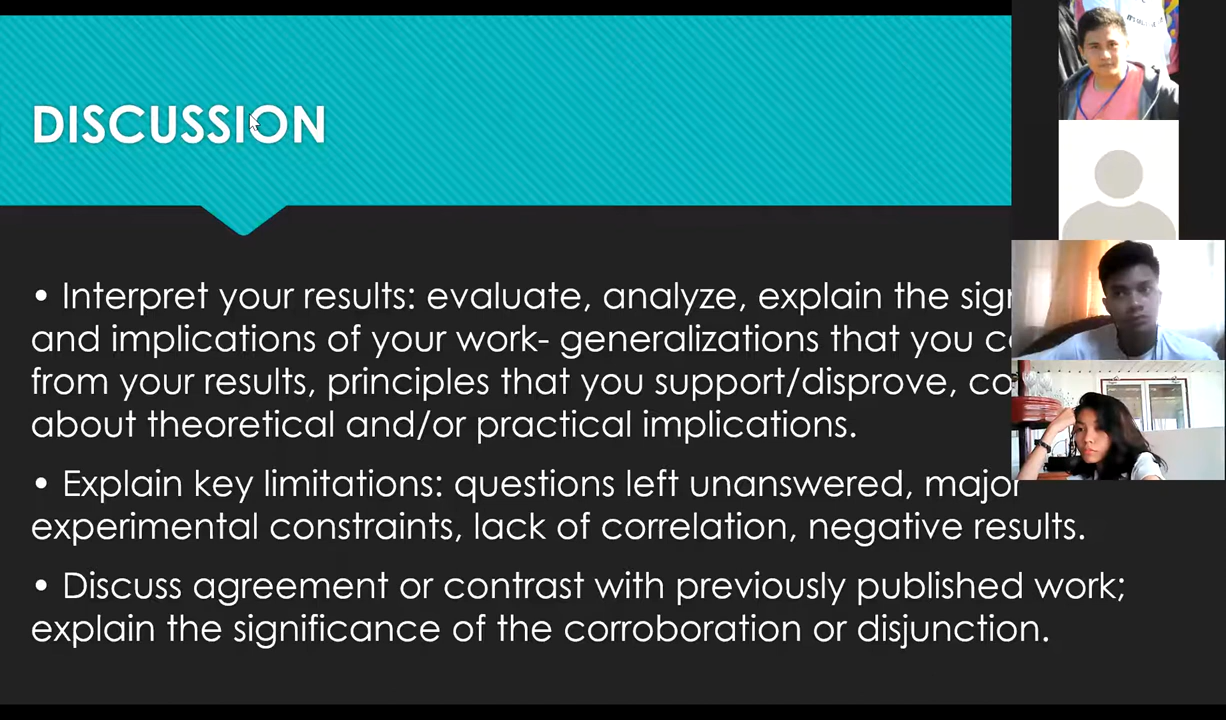 DISCUSSION
• Interpret your results: evaluate, analyze, explain the
and implications of your work- generalizations that you
from your results, principles that you support/disprove,
about theoretical and/or practical implications.
• Explain key limitations: questions left unanswered, major
experimental constraints, lack of correlation, negative results.
• Discuss agreement or contrast with previously published work;
explain the significance of the corroboration or disjunction.